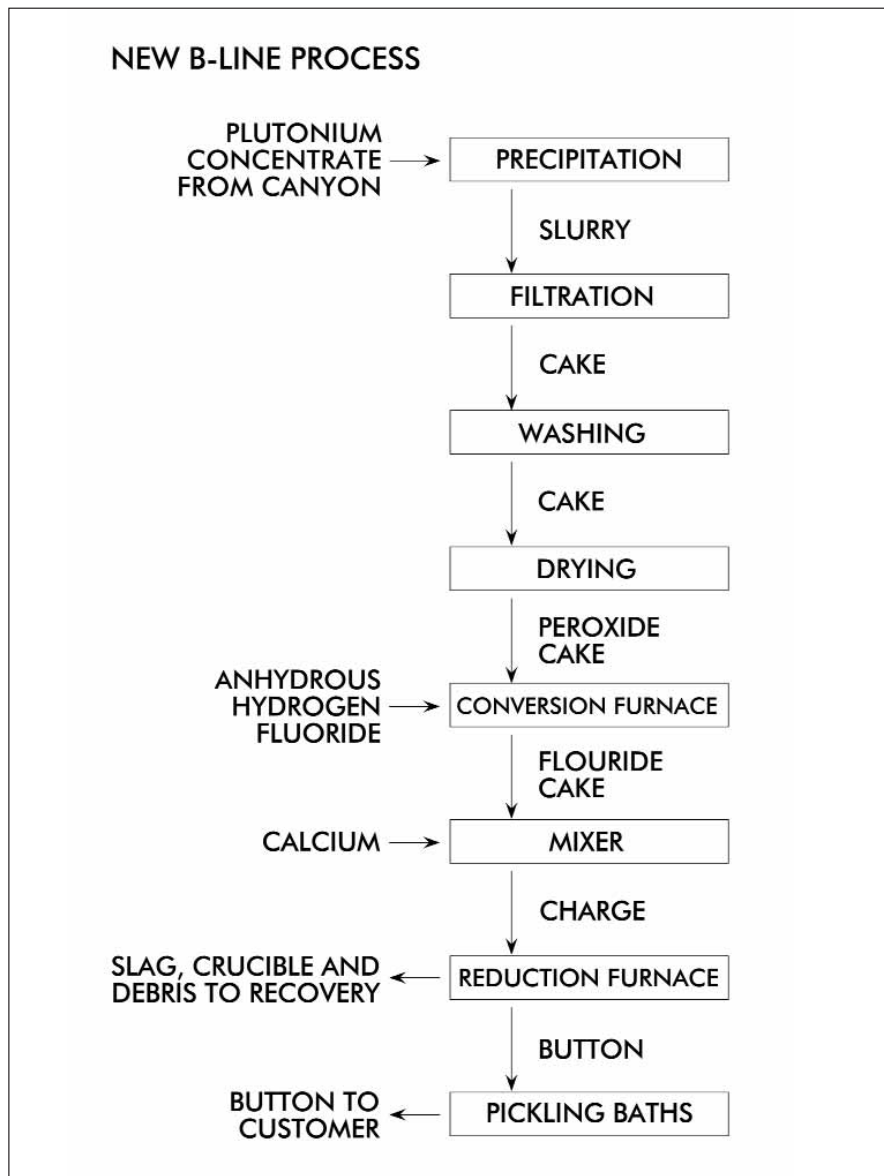 NEW B-LINE PROCESS
PLUTONIUM
CONCENTRATE
FROM CANYON
PRECIPITATION
SLURRY
FILTRATION
CAKE
WASHING
CAKE
DRYING
PEROXIDE
CAKE
ANHYDROUS
HYDROGEN
FLUORIDE
CONVERSION FURNACE
FLOURIDE
CAKE
CALCIUM
MIXER
CHARGE
SLAG, CRUCIBLE AND
DEBRIS TO RECOVERY
REDUCTION FURNACE
BUTTON
BUTTON TO
CUSTOMER
PICKLING BATHS